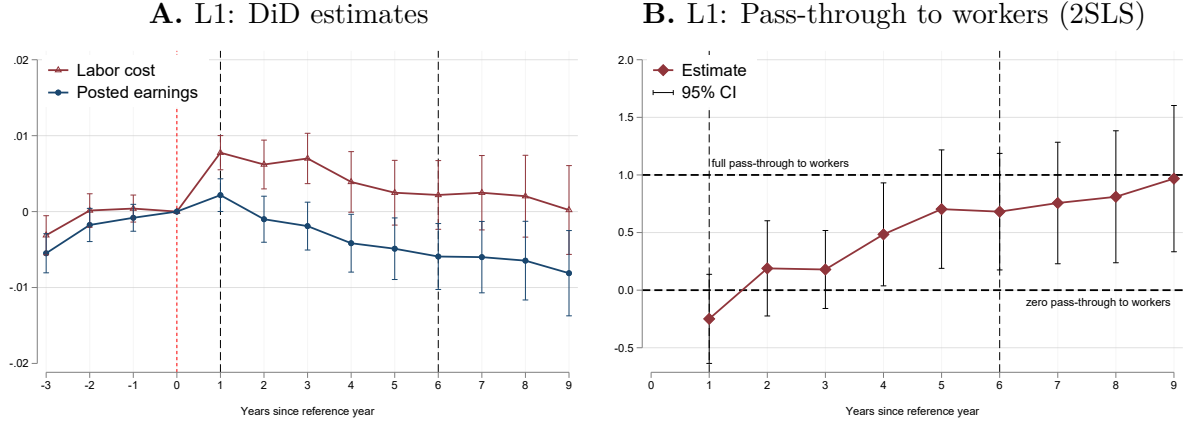 A. L1: DiD estimates
.02
.01
0
-.01
-.02
Labor cost
Posted earnings
-3 -2 -1 0 1 2 3 4 5 6 7 8 9
Years since reference year
B. L1: Pass-through to workers (2SLS)
2.0
1.5
1.0
0.5
0.0
-0.5
Estimate
95% CI
full pass-through to workers
zero pass-through to workers
0 1 2 3 4 5 6 7 8 9
Years since reference year